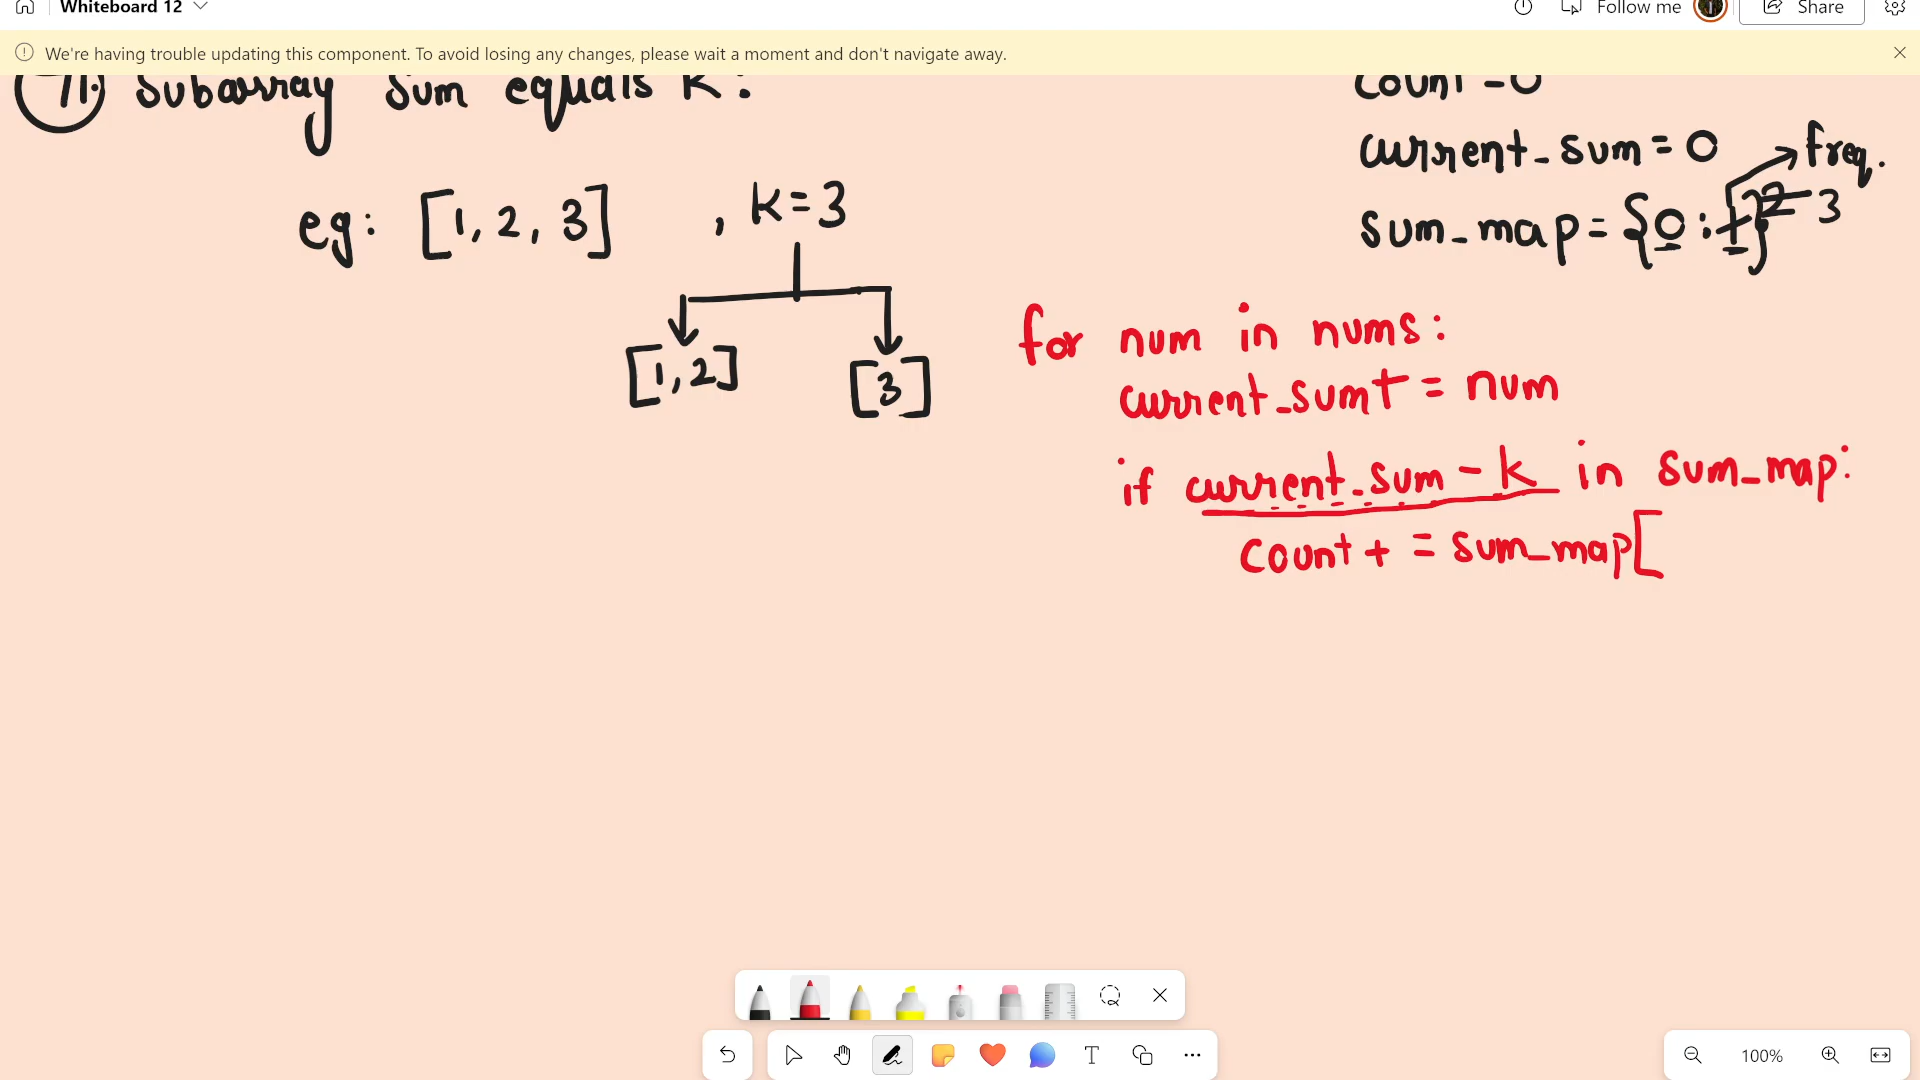 Whiteboard 12
Follow me
Share
We're having trouble updating this component. To avoid losing any changes, please wait a moment and don't navigate away.
71. Subarray sum equals k:
count = 0
current_sum = 0
freq.
sum_map = {0:1} 2 3
eg: [1, 2, 3] , k=3
[1,2] [3]
for num in nums:
current_sum+ = num
if current_sum - k in sum_map:
count + = sum_map[
T
100%